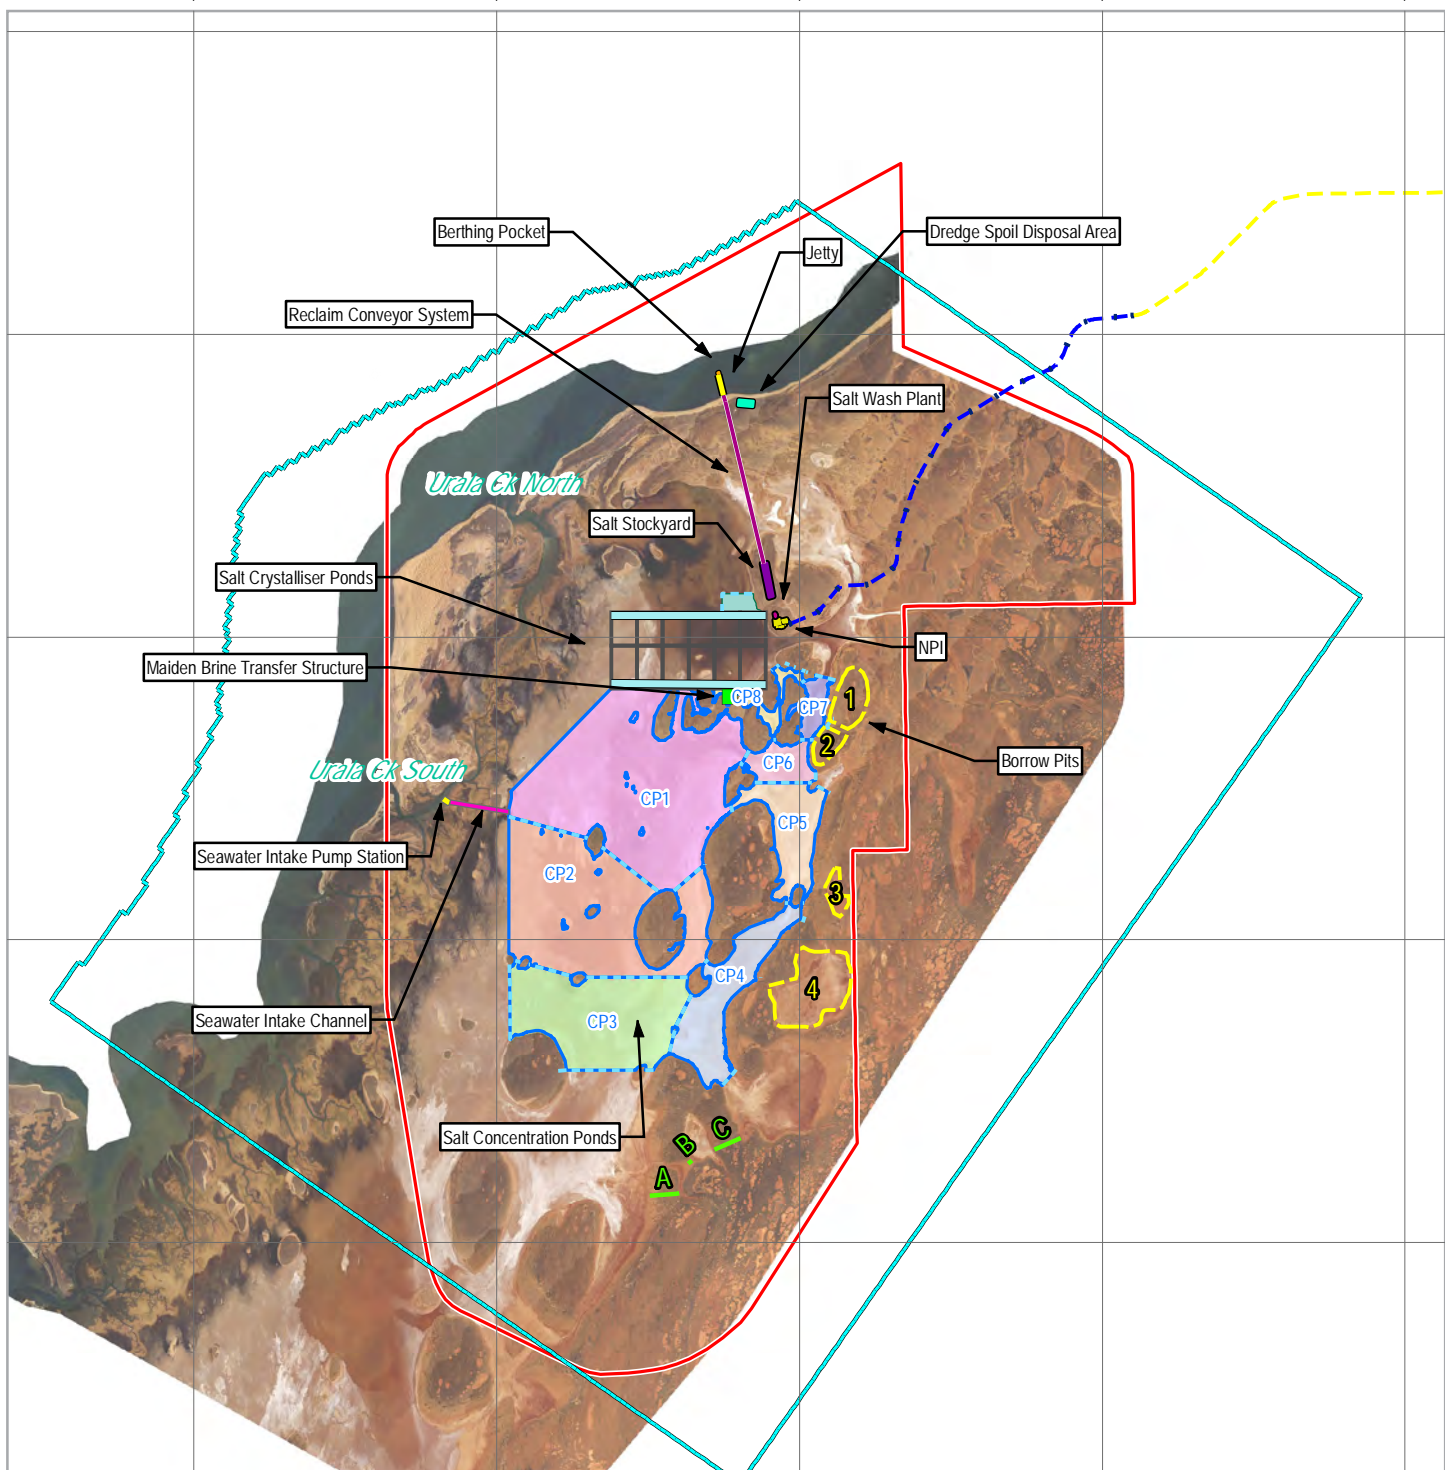 Berthing Pocket
Dredge Spoil Disposal Area
Jetty
Reclaim Conveyor System
Salt Wash Plant
Urala Ck North
Salt Stockyard
Salt Crystalliser Ponds
NPI
Maiden Brine Transfer Structure
CP8
CP7
1
2
Borrow Pits
CP6
Urala Ck South
CP1
CP5
Seawater Intake Pump Station
CP2
3
CP4
4
Seawater Intake Channel
CP3
Salt Concentration Ponds
C
B
A